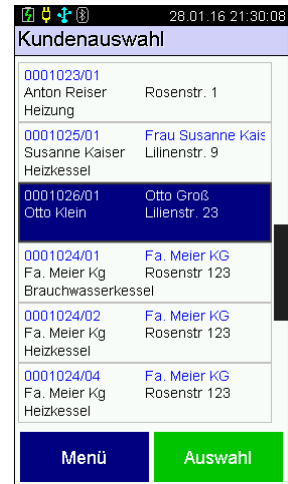 28.01.16 21:30:08
Kundenauswahl
0001023/01
Anton Reiser Rosenstr. 1
Heizung
0001025/01 Frau Susanne Kais
Susanne Kaiser Lilinenstr. 9
Heizkessel
0001026/01 Otto Groß
Otto Klein Lilienstr. 23
0001024/01 Fa. Meier KG
Fa. Meier Kg Rosenstr 123
Brauchwasserkessel
0001024/02 Fa. Meier KG
Fa. Meier Kg Rosenstr 123
Heizkessel
0001024/04 Fa. Meier KG
Fa. Meier Kg Rosenstr 123
Heizkessel
Menü Auswahl